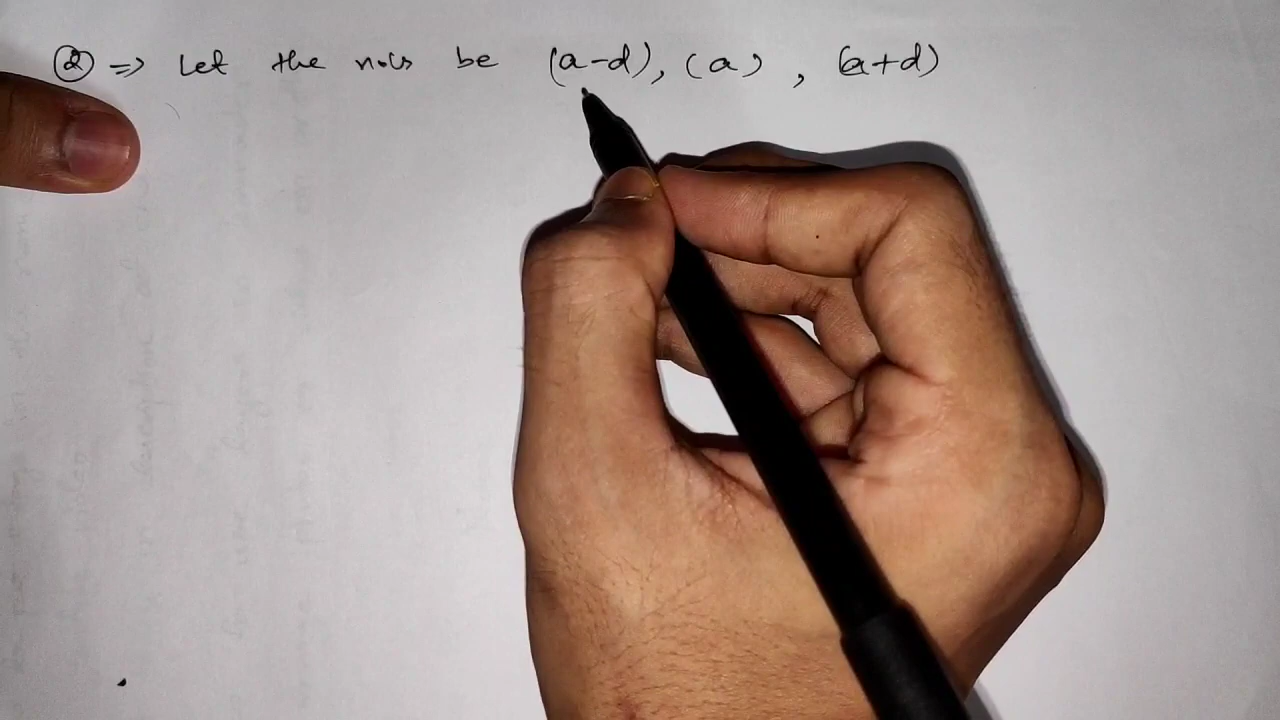 ② => Let the no.s be (a-d), (a) , (a+d)